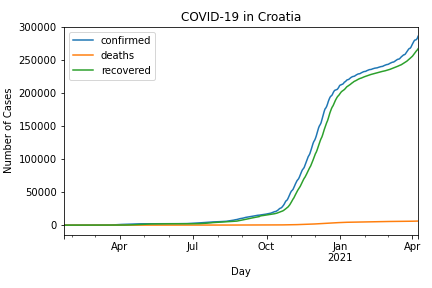 COVID-19 in Croatia
confirmed
deaths
recovered
Number of Cases
300000
250000
200000
150000
100000
50000
0
Apr
Jul
Oct
Jan
2021
Apr
Day